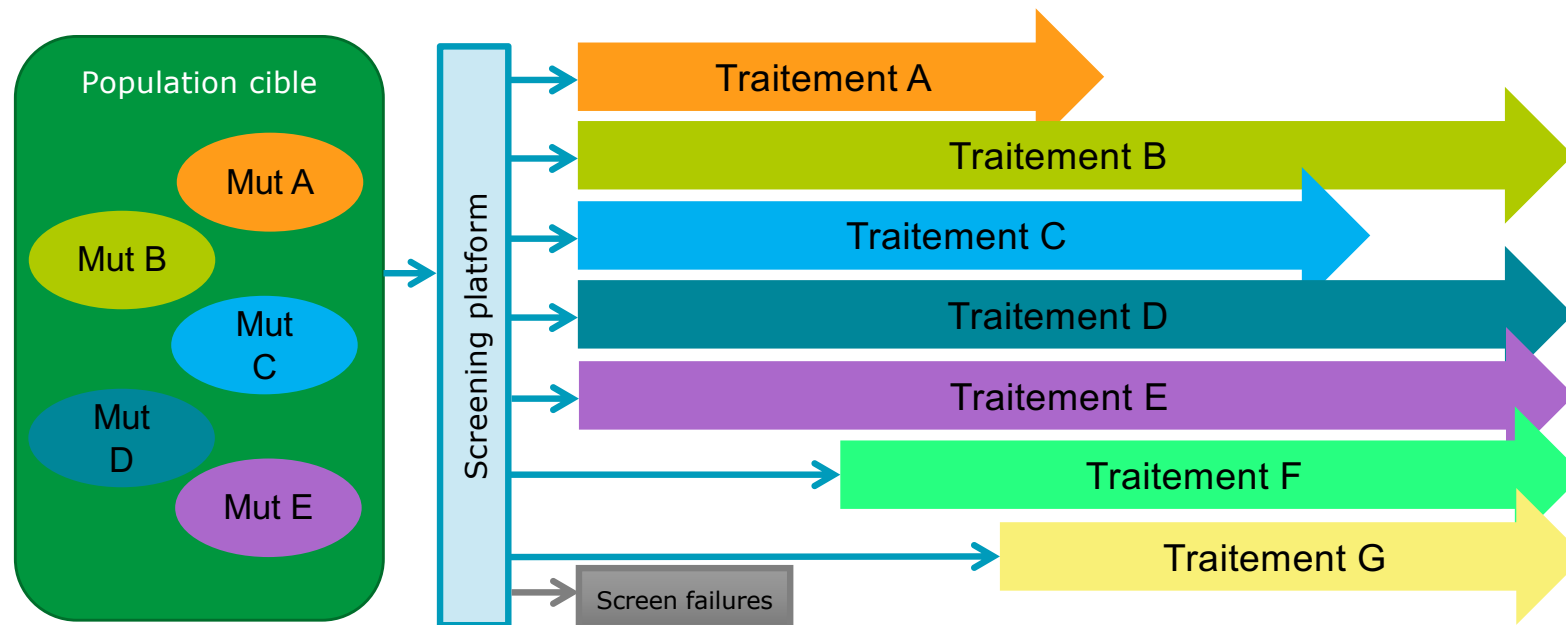 Population cible
Mut A
Mut B
Mut
C
Mut
D
Mut E
Screening platform
Traitement A
Traitement B
Traitement C
Traitement D
Traitement E
Traitement F
Traitement G
Screen failures